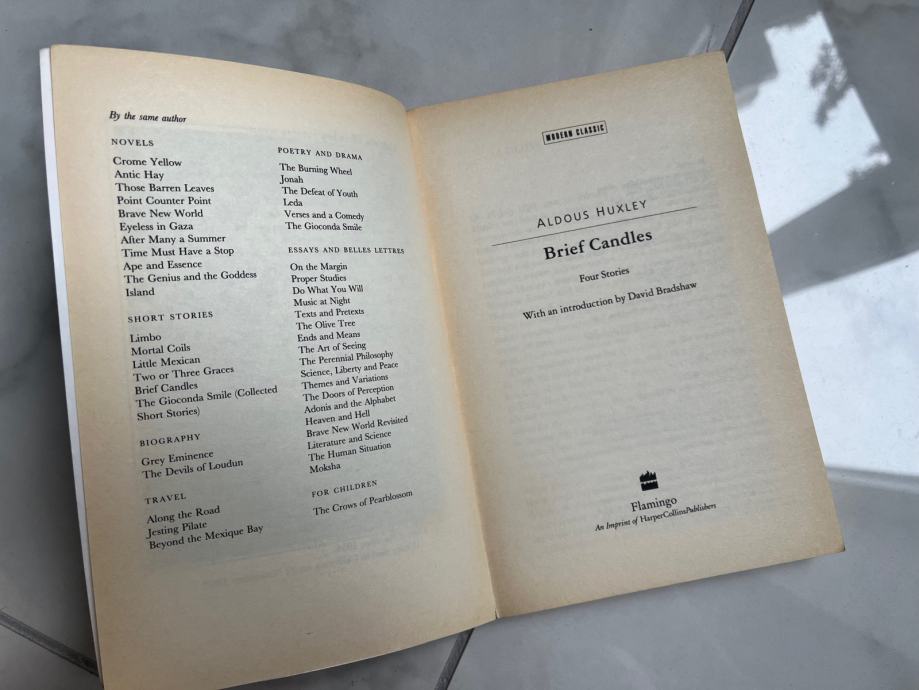 By the same author
NOVELS
Crome Yellow
Antic Hay
Those Barren Leaves
Point Counter Point
Brave New World
Eyeless in Gaza
After Many a Summer
Time Must Have a Stop
Ape and Essence
The Genius and the Goddess
Island
SHORT STORIES
Limbo
Mortal Coils
Little Mexican
Two or Three Graces
Brief Candles
The Gioconda Smile (Collected
Short Stories)
BIOGRAPHY
Grey Eminence
The Devils of Loudun
TRAVEL
Along the Road
Jesting Pilate
Beyond the Mexique Bay
POETRY AND DRAMA
The Burning Wheel
Jonah
The Defeat of Youth
Leda
Verses and a Comedy
The Gioconda Smile
ESSAYS AND BELLES LETTRES
On the Margin
Proper Studies
Do What You Will
Music at Night
Texts and Pretexts
The Olive Tree
Ends and Means
The Art of Seeing
The Perennial Philosophy
Science, Liberty and Peace
Themes and Variations
The Doors of Perception
Adonis and the Alphabet
Heaven and Hell
Brave New World Revisited
Literature and Science
The Human Situation
Moksha
FOR CHILDREN
The Crows of Pearblossom
MODERN CLASSIC
ALDOUS HUXLEY
Brief Candles
Four Stories
With an introduction by David Bradshaw
Flamingo
An Imprint of HarperCollinsPublishers